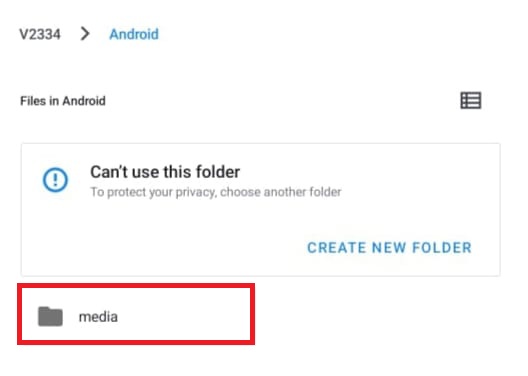 V2334 > Android
Files in Android
Can't use this folder
To protect your privacy, choose another folder
CREATE NEW FOLDER
media